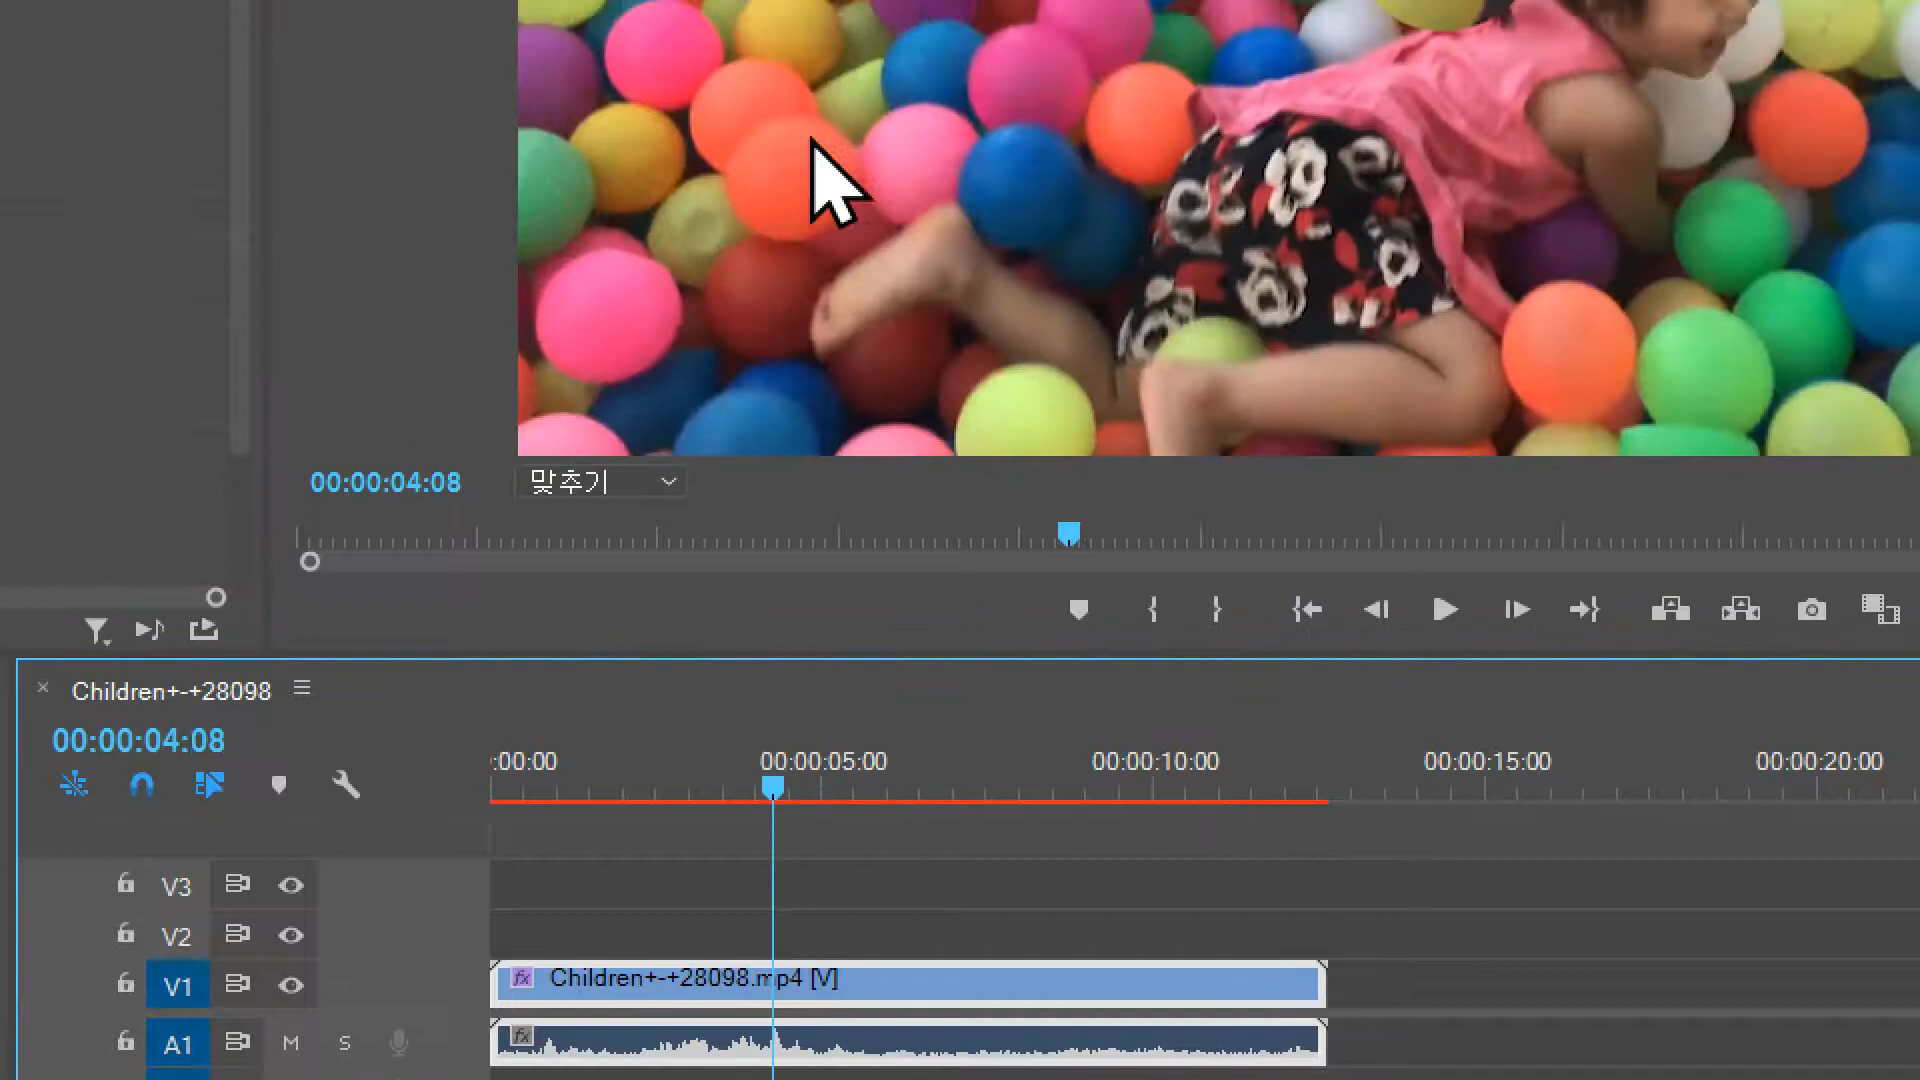 00:00:04:08
맞추기
Children+-+28098
00:00:04:08
:00:00
00:00:05:00
00:00:10:00
00:00:15:00
00:00:20:00
V3
V2
V1
fx Children+-+28098.mp4 [V]
A1 M S
fx